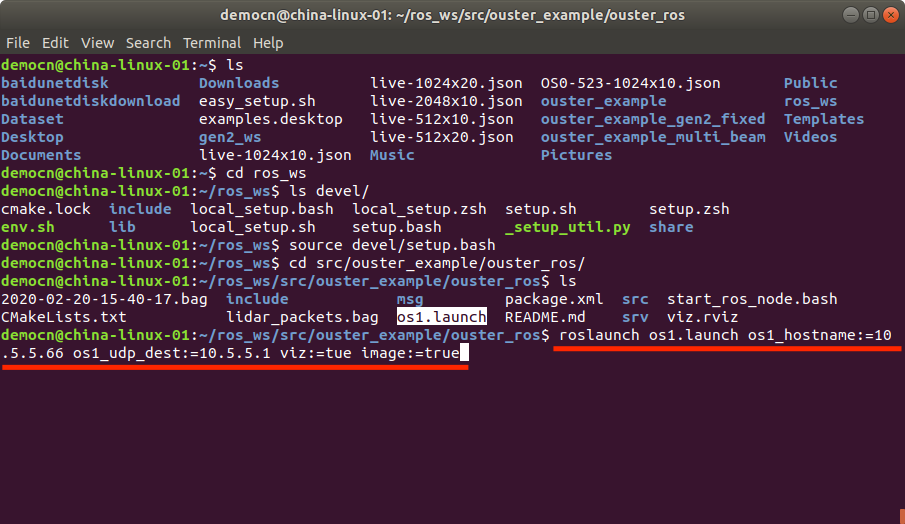 democn@china-linux-01: ~/ros_ws/src/ouster_example/ouster_ros
File Edit View Search Terminal Help
democn@china-linux-01:~$ ls
baidunetdisk Downloads live-1024x20.json OS0-523-1024x10.json Public
baidunetdiskdownload easy_setup.sh live-2048x10.json ouster_example ros_ws
Dataset examples.desktop live-512x10.json ouster_example_gen2_fixed Templates
Desktop gen2_ws live-512x20.json ouster_example_multi_beam Videos
Documents live-1024x10.json Music Pictures
democn@china-linux-01:~$ cd ros_ws
democn@china-linux-01:~/ros_ws$ ls devel/
cmake.lock include local_setup.bash local_setup.zsh setup.sh setup.zsh
env.sh lib local_setup.sh setup.bash _setup_util.py share
democn@china-linux-01:~/ros_ws$ source devel/setup.bash
democn@china-linux-01:~/ros_ws$ cd src/ouster_example/ouster_ros/
democn@china-linux-01:~/ros_ws/src/ouster_example/ouster_ros$ ls
2020-02-20-15-40-17.bag include msg package.xml src start_ros_node.bash
CMakeLists.txt lidar_packets.bag os1.launch README.md srv viz.rviz
democn@china-linux-01:~/ros_ws/src/ouster_example/ouster_ros$ roslaunch os1.launch os1_hostname:=10
.5.5.66 os1_udp_dest:=10.5.5.1 viz:=tue image:=true